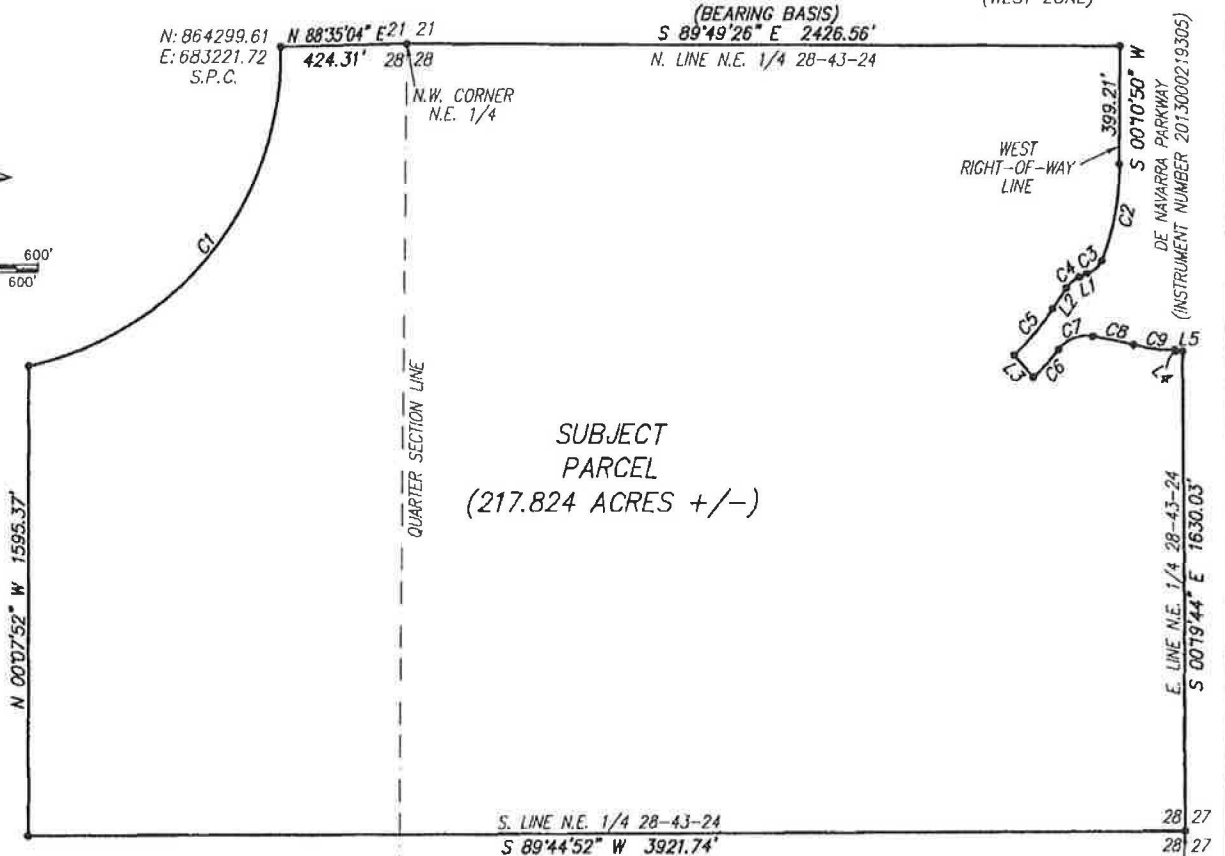 (WEST ZONE)
(BEARING BASIS)
N: 864299.61
E: 683221.72
S.P.C.
N 88°35'04" E
424.31'
21 21
28 28
S 89°49'26" E 2426.56'
N. LINE N.E. 1/4 28-43-24
N.W. CORNER
N.E. 1/4
399.21'
S 00°10'50" W
DE NAVARRA PARKWAY
(INSTRUMENT NUMBER 2013000219305)
WEST
RIGHT-OF-WAY
LINE
C1
C2
600'
600'
C3
C4
L1
L2
C5
C7
C8
C9
L5
L3
C6
L4
QUARTER SECTION LINE
SUBJECT
PARCEL
(217.824 ACRES +/-)
N 00°07'52" W 1595.37'
E. LINE N.E. 1/4 28-43-24
S 00°19'44" E 1630.03'
S. LINE N.E. 1/4 28-43-24
S 89°44'52" W 3921.74'
28 27
28 27